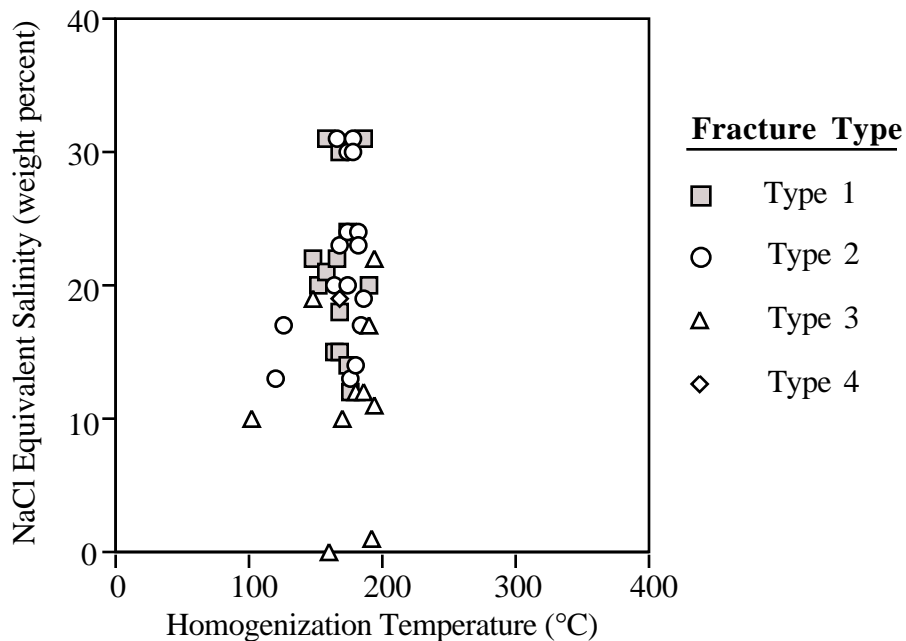 NaCl Equivalent Salinity (weight percent)
40
30
20
10
0
0
100
200
300
400
Homogenization Temperature (°C)
Fracture Type
Type 1
Type 2
Type 3
Type 4